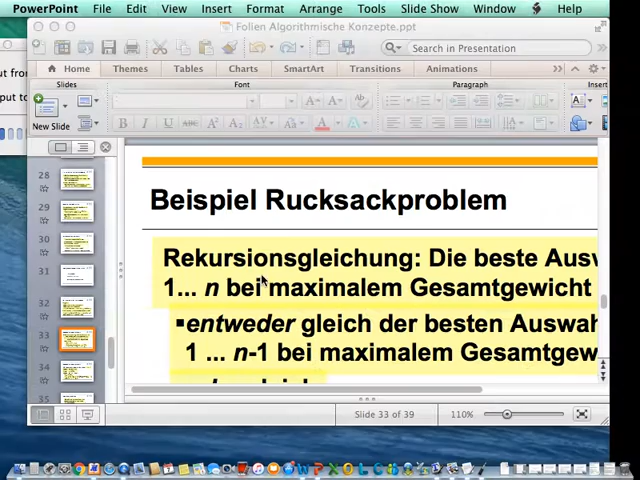 PowerPoint File Edit View Insert Format Arrange Tools Slide Show Window Help
Folien Algorithmische Konzepte.ppt
Search in Presentation
Home Themes Tables Charts SmartArt Transitions Animations
Slides Font Paragraph Insert
New Slide
28
29
30
31
32
33
34
35
Beispiel Rucksackproblem
Rekursionsgleichung: Die beste
1... n bei maximalem Gesamtgewicht
▪entweder gleich der besten
1 ... n-1 bei maximalem
Slide 33 of 39 110%